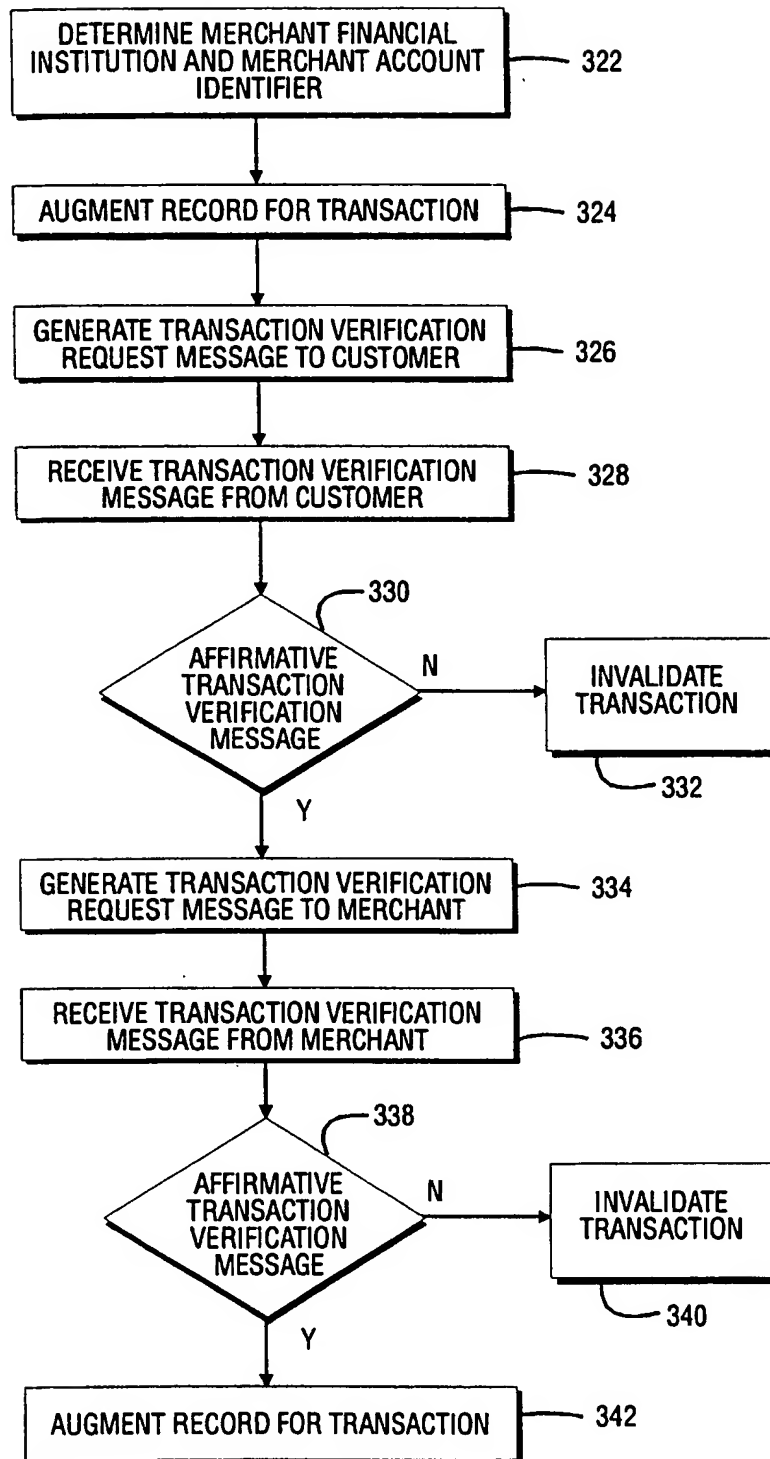 DETERMINE MERCHANT FINANCIAL
INSTITUTION AND MERCHANT ACCOUNT
IDENTIFIER
322
AUGMENT RECORD FOR TRANSACTION
324
GENERATE TRANSACTION VERIFICATION
REQUEST MESSAGE TO CUSTOMER
326
RECEIVE TRANSACTION VERIFICATION
MESSAGE FROM CUSTOMER
328
330
AFFIRMATIVE
TRANSACTION
VERIFICATION
MESSAGE
N
INVALIDATE
TRANSACTION
332
Y
GENERATE TRANSACTION VERIFICATION
REQUEST MESSAGE TO MERCHANT
334
RECEIVE TRANSACTION VERIFICATION
MESSAGE FROM MERCHANT
336
338
AFFIRMATIVE
TRANSACTION
VERIFICATION
MESSAGE
N
INVALIDATE
TRANSACTION
340
Y
AUGMENT RECORD FOR TRANSACTION
342